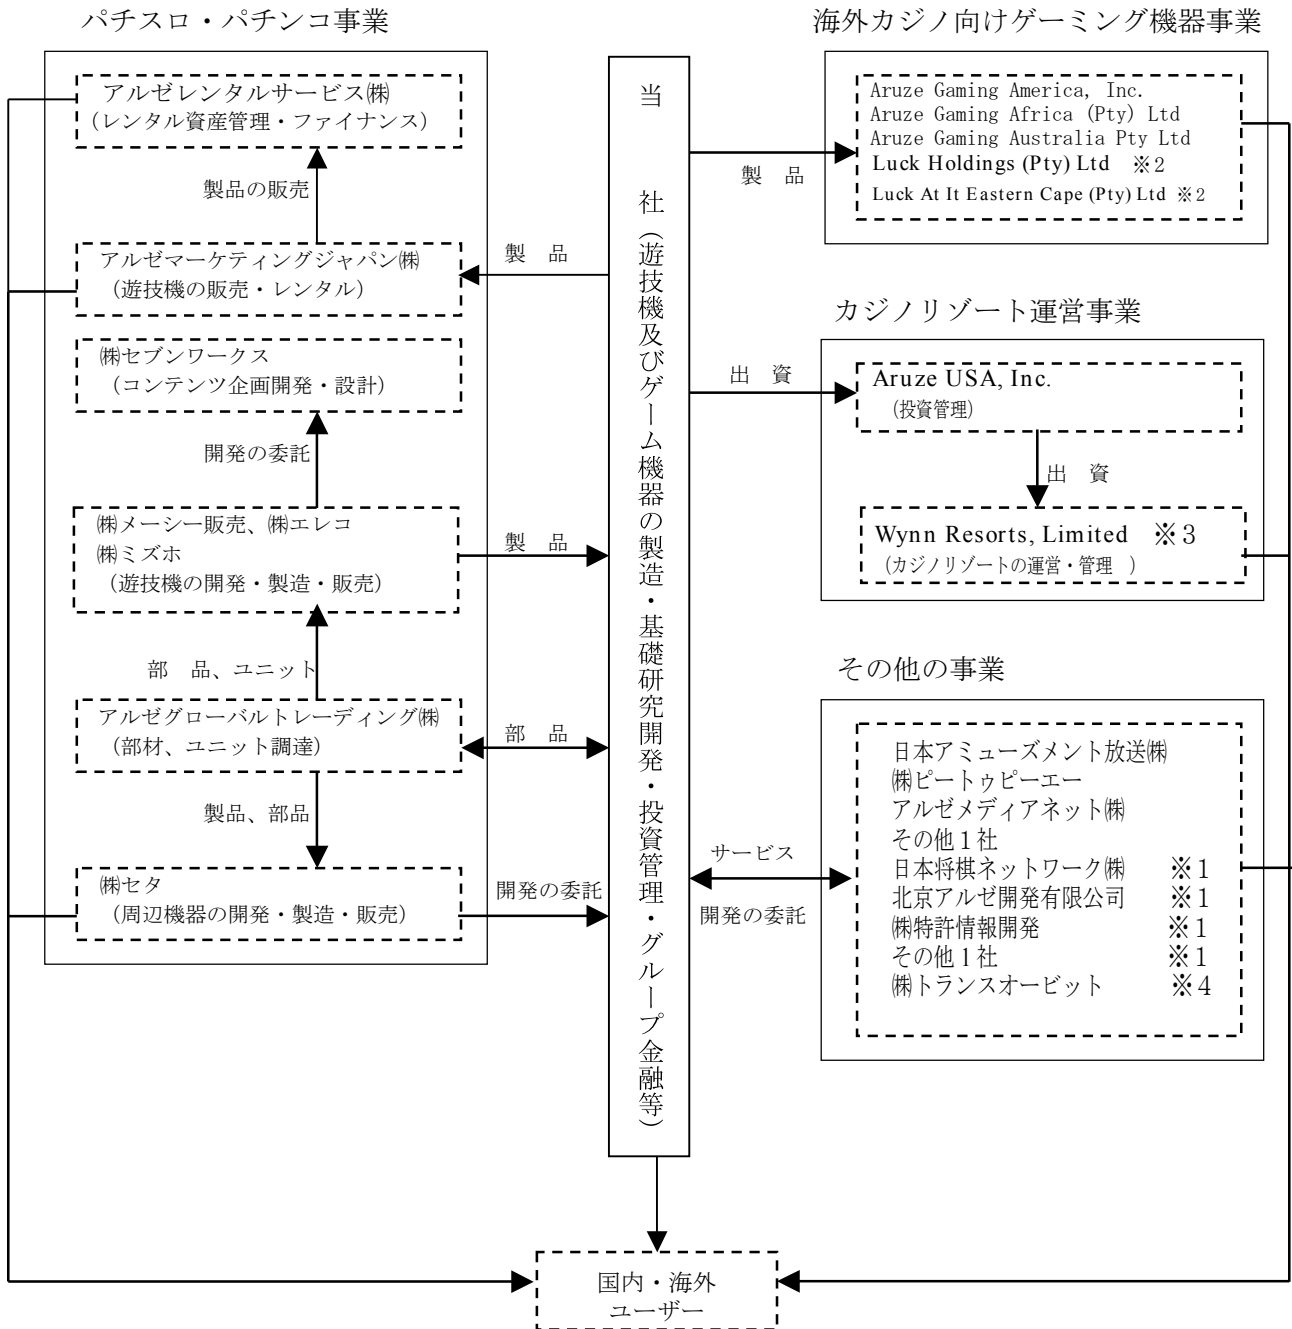 パチスロ・パチンコ事業
アルゼレンタルサービス㈱
（レンタル資産管理・ファイナンス）
製品の販売
アルゼマーケティングジャパン㈱
（遊技機の販売・レンタル）
㈱セブンワークス
（コンテンツ企画開発・設計）
開発の委託
㈱メーシー販売、㈱エレコ
㈱ミズホ
（遊技機の開発・製造・販売）
部　品、ユニット
アルゼグローバルトレーディング㈱
（部材、ユニット調達）
製品、部品
㈱セタ
（周辺機器の開発・製造・販売）
製　品
製　品
部　品
開発の委託
当　　社（遊技機及びゲーム機器の製造・基礎研究開発・投資管理・グループ金融等）
海外カジノ向けゲーミング機器事業
製　品
Aruze Gaming America, Inc.
Aruze Gaming Africa (Pty) Ltd
Aruze Gaming Australia Pty Ltd
Luck Holdings (Pty) Ltd　※2
Luck At It Eastern Cape (Pty) Ltd ※2
カジノリゾート運営事業
出　資
Aruze USA, Inc.
（投資管理）
出　資
Wynn Resorts, Limited　※3
（カジノリゾートの運営・管理　）
その他の事業
サービス
開発の委託
日本アミューズメント放送㈱
㈱ピートゥピーエー
アルゼメディアネット㈱
その他１社
日本将棋ネットワーク㈱　※1
北京アルゼ開発有限公司　※1
㈱特許情報開発　※1
その他１社　※1
㈱トランスオービット　※4
国内・海外
ユーザー